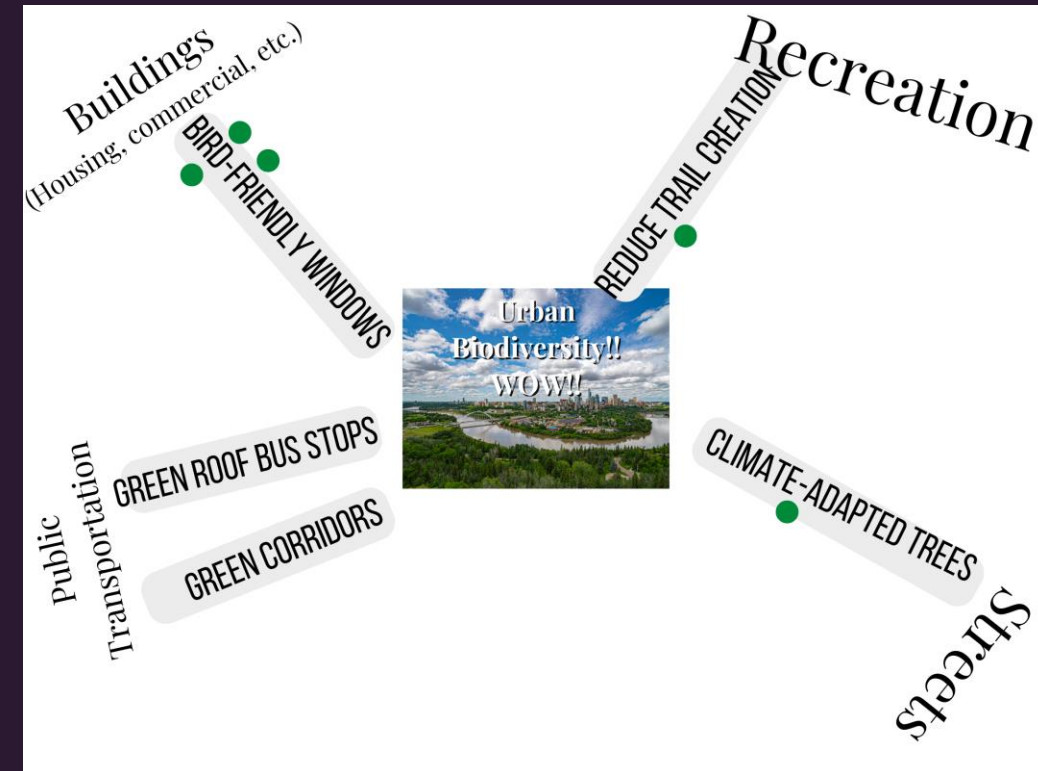 Buildings
(Housing, commercial, etc.)
BIRD-FRIENDLY WINDOWS
Recreation
REDUCE TRAIL CREATION
Urban
Biodiversity!!
WOW!!
Public
Transportation
GREEN ROOF BUS STOPS
GREEN CORRIDORS
CLIMATE-ADAPTED TREES
Streets